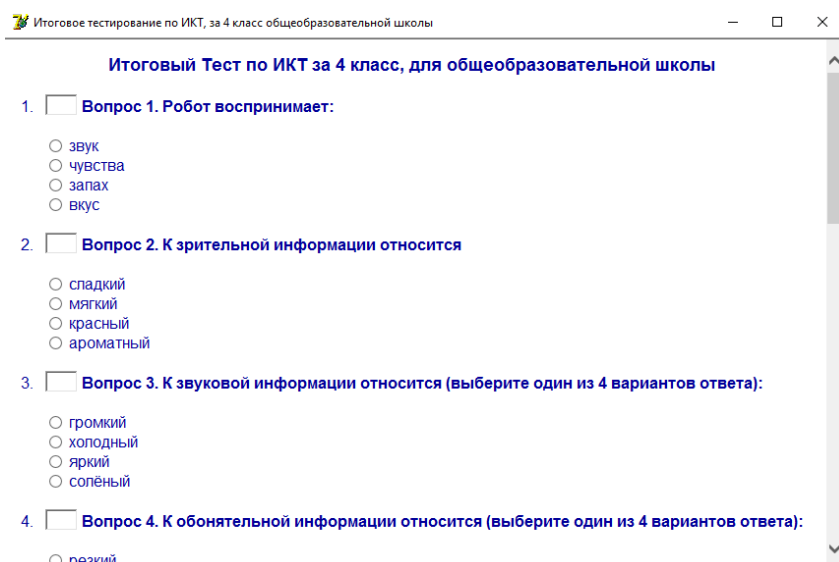 Итоговое тестирование по ИКТ, за 4 класс общеобразовательной школы
Итоговый Тест по ИКТ за 4 класс, для общеобразовательной школы
1. Вопрос 1. Робот воспринимает:
звук
чувства
запах
вкус
2. Вопрос 2. К зрительной информации относится
сладкий
мягкий
красный
ароматный
3. Вопрос 3. К звуковой информации относится (выберите один из 4 вариантов ответа):
громкий
холодный
яркий
солёный
4. Вопрос 4. К обонятельной информации относится (выберите один из 4 вариантов ответа):
резкий